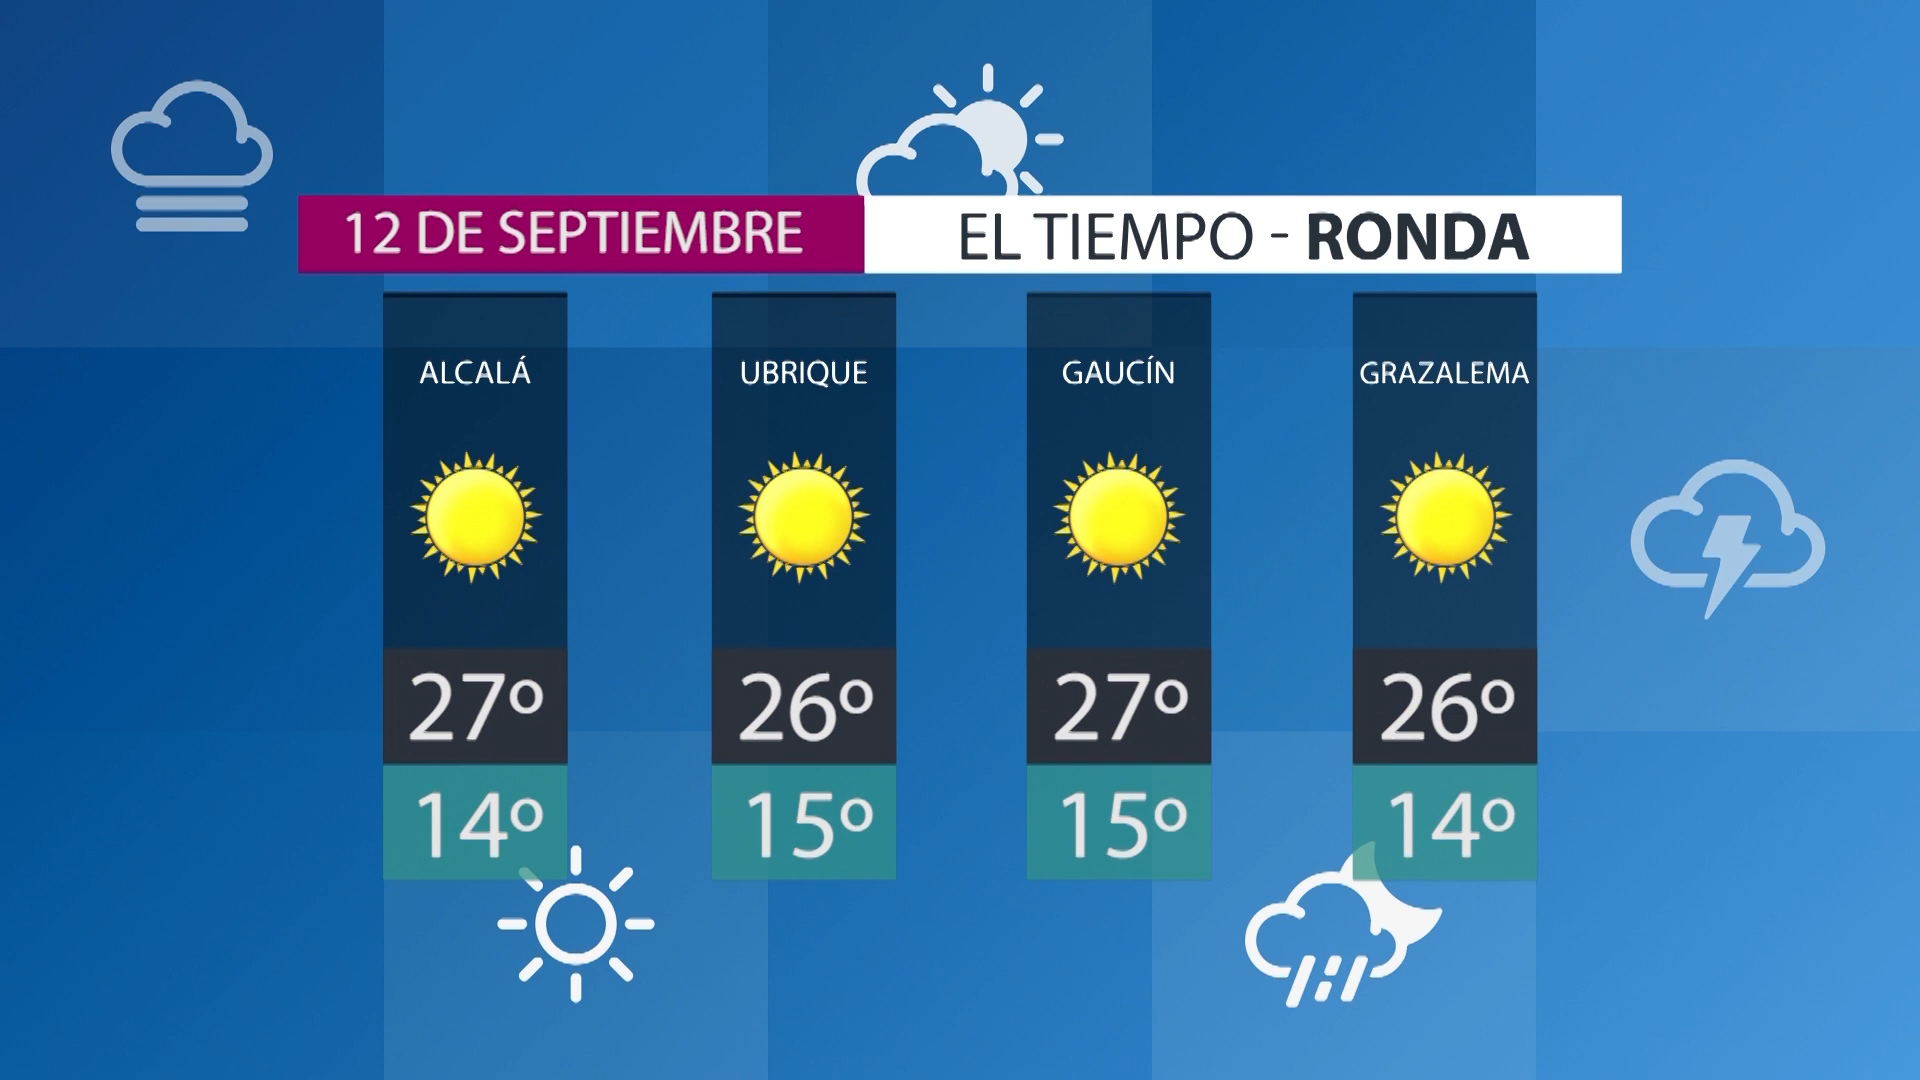 12 DE SEPTIEMBRE
EL TIEMPO - RONDA
ALCALÁ
27º
14º
UBRIQUE
26º
15º
GAUCÍN
27º
15º
GRAZALEMA
26º
14º